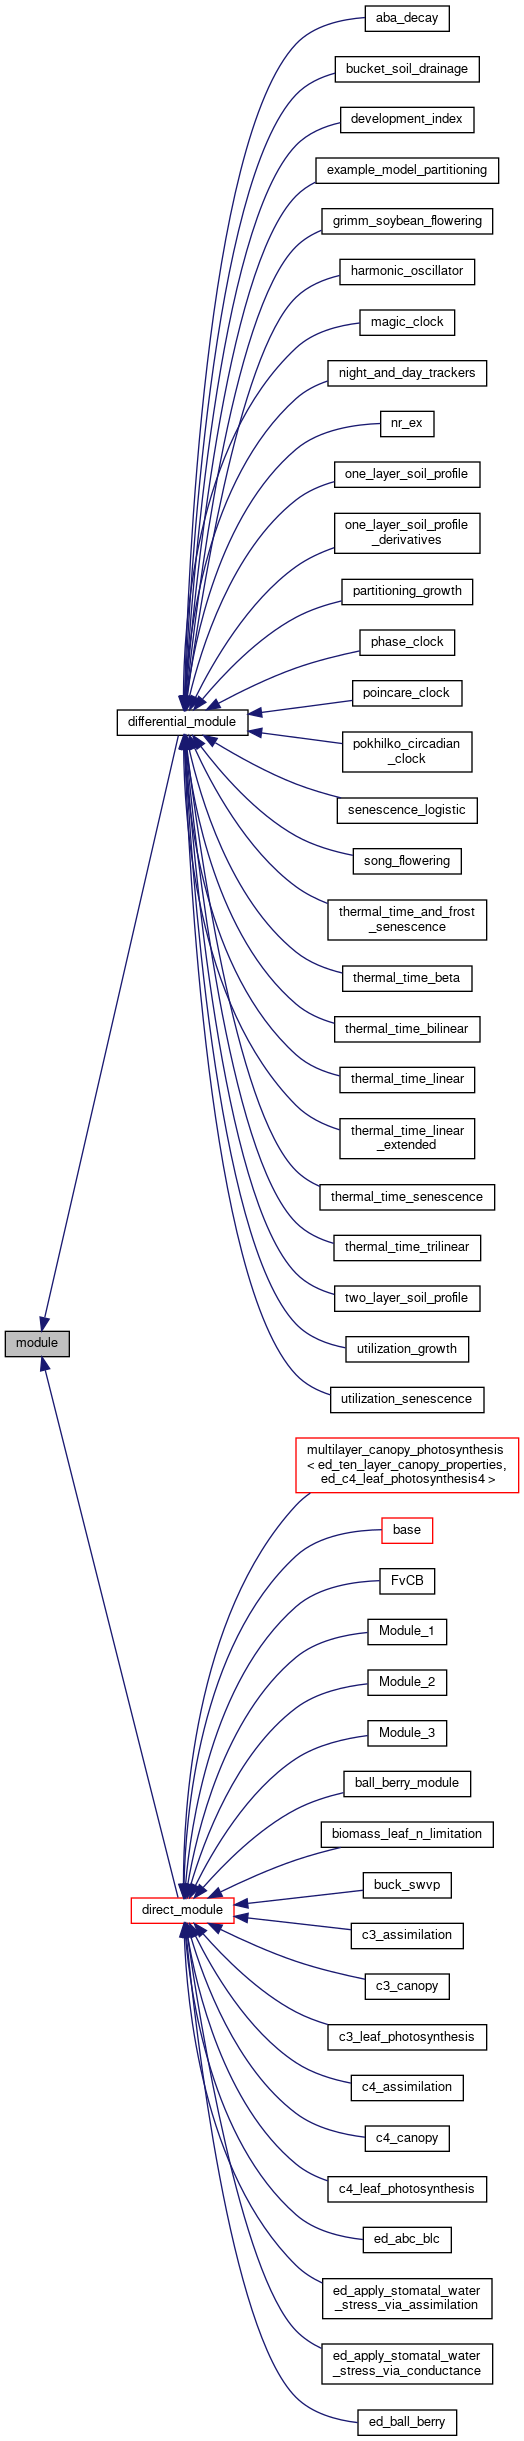 aba_decay
bucket_soil_drainage
development_index
example_model_partitioning
grimm_soybean_flowering
harmonic_oscillator
magic_clock
night_and_day_trackers
nr_ex
one_layer_soil_profile
one_layer_soil_profile
_derivatives
partitioning_growth
phase_clock
poincare_clock
differential_module
pokhilko_circadian
_clock
senescence_logistic
song_flowering
thermal_time_and_frost
_senescence
thermal_time_beta
thermal_time_bilinear
thermal_time_linear
thermal_time_linear
_extended
thermal_time_senescence
thermal_time_trilinear
two_layer_soil_profile
module
utilization_growth
utilization_senescence
multilayer_canopy_photosynthesis
< ed_ten_layer_canopy_properties,
ed_c4_leaf_photosynthesis4 >
base
FvCB
Module_1
Module_2
Module_3
ball_berry_module
biomass_leaf_n_limitation
buck_swvp
direct_module
c3_assimilation
c3_canopy
c3_leaf_photosynthesis
c4_assimilation
c4_canopy
c4_leaf_photosynthesis
ed_abc_blc
ed_apply_stomatal_water
_stress_via_assimilation
ed_apply_stomatal_water
_stress_via_conductance
ed_ball_berry